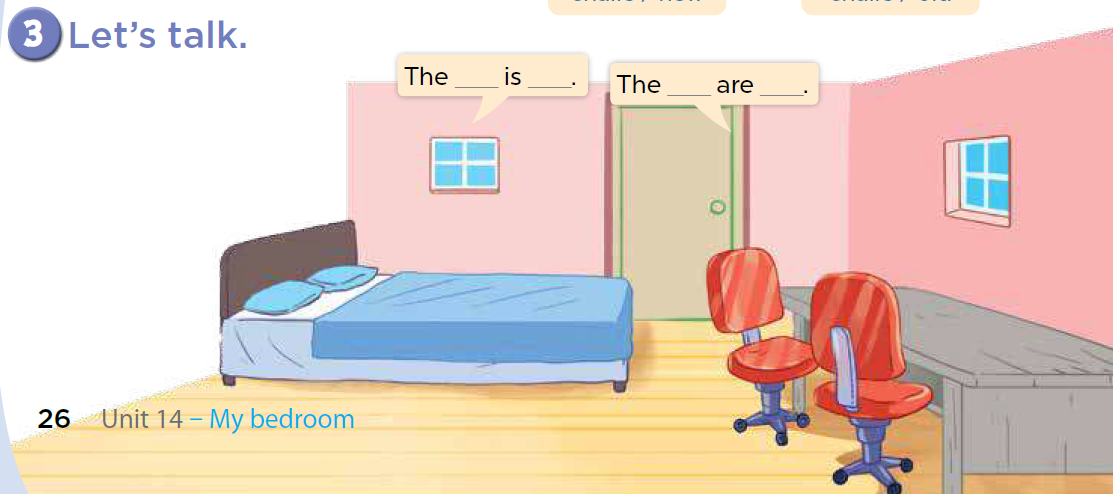 3 Let's talk.
The ___ is ___.
The ___ are ___.
26 Unit 14 – My bedroom